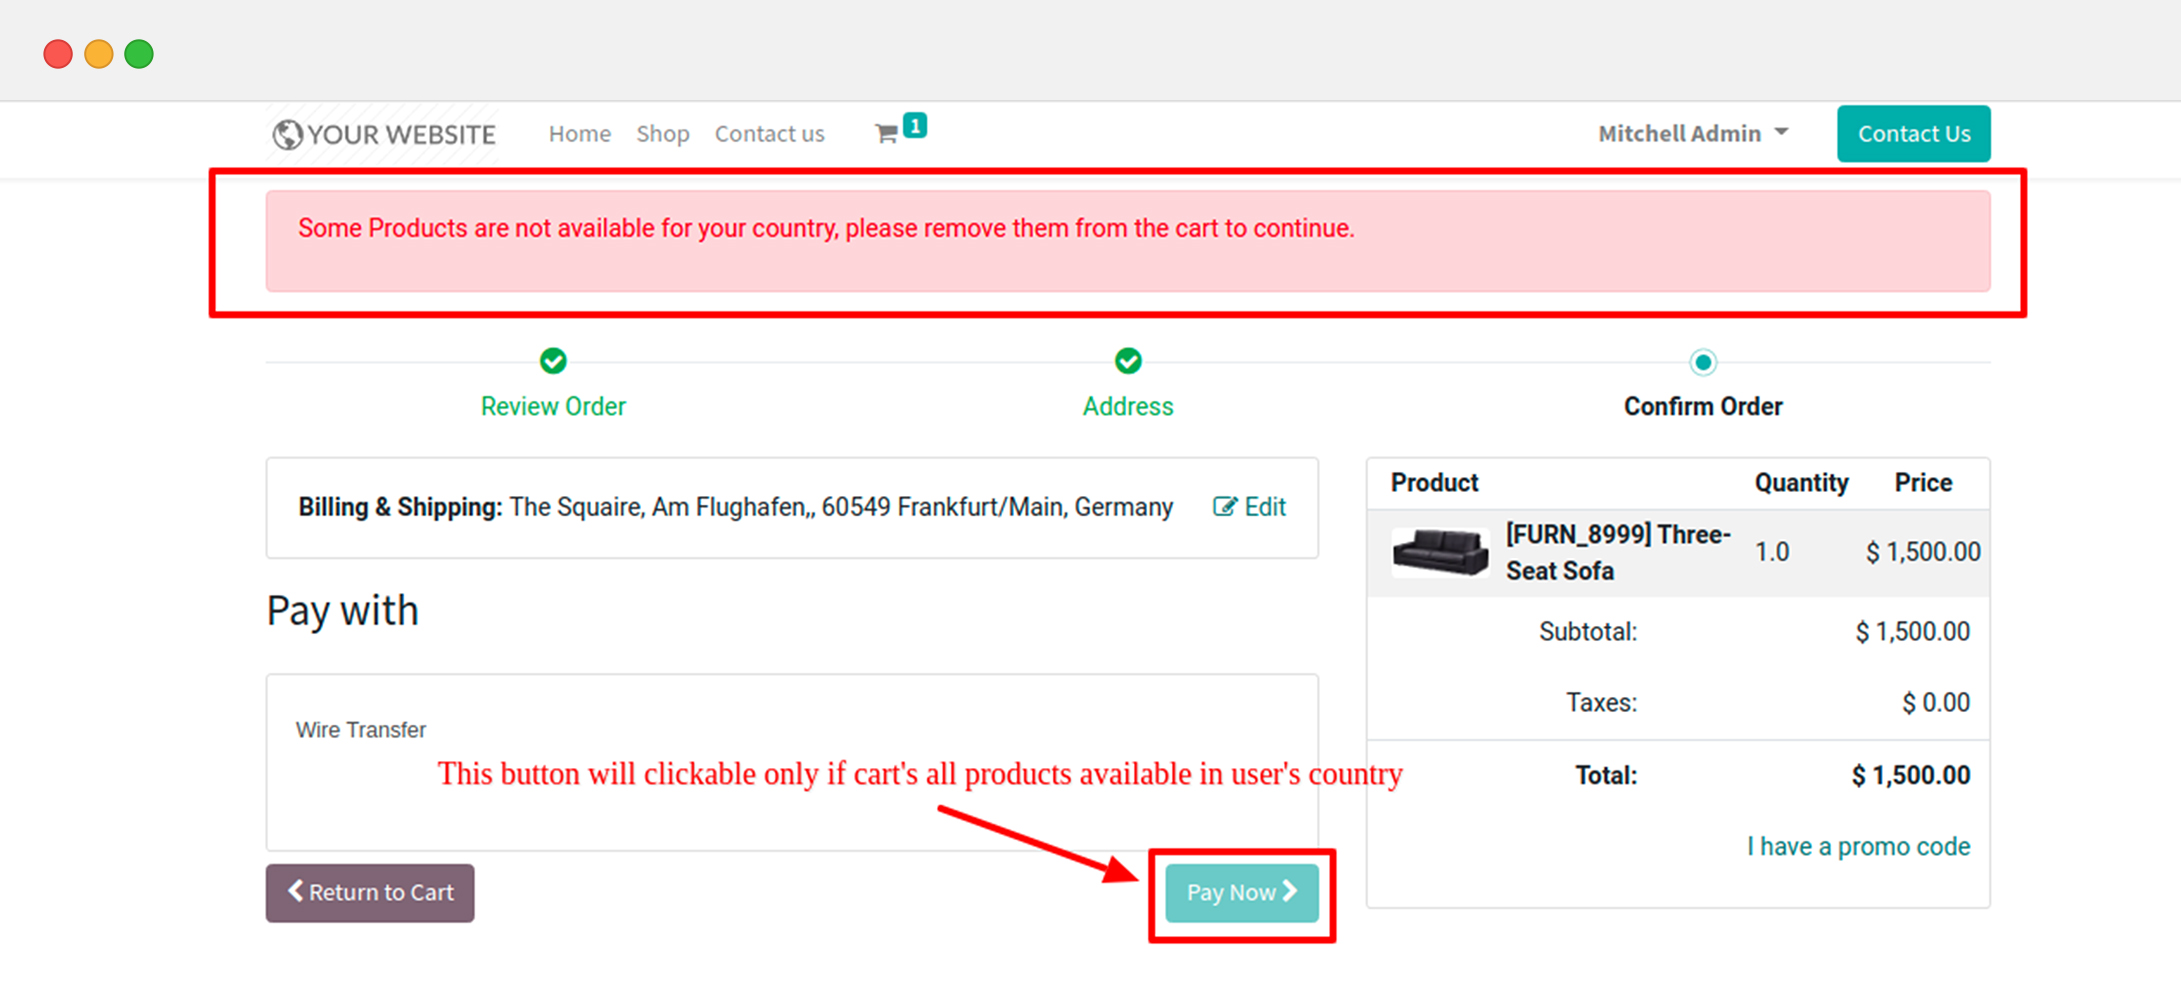 YOUR WEBSITE Home Shop Contact us 1 Mitchell Admin Contact Us
Some Products are not available for your country, please remove them from the cart to continue.
Review Order Address Confirm Order
Billing & Shipping: The Squaire, Am Flughafen,, 60549 Frankfurt/Main, Germany Edit
Pay with
Wire Transfer
This button will clickable only if cart's all products available in user's country
Return to Cart Pay Now
Product Quantity Price
[FURN_8999] Three-
Seat Sofa 1.0 $ 1,500.00
Subtotal: $ 1,500.00
Taxes: $ 0.00
Total: $ 1,500.00
I have a promo code